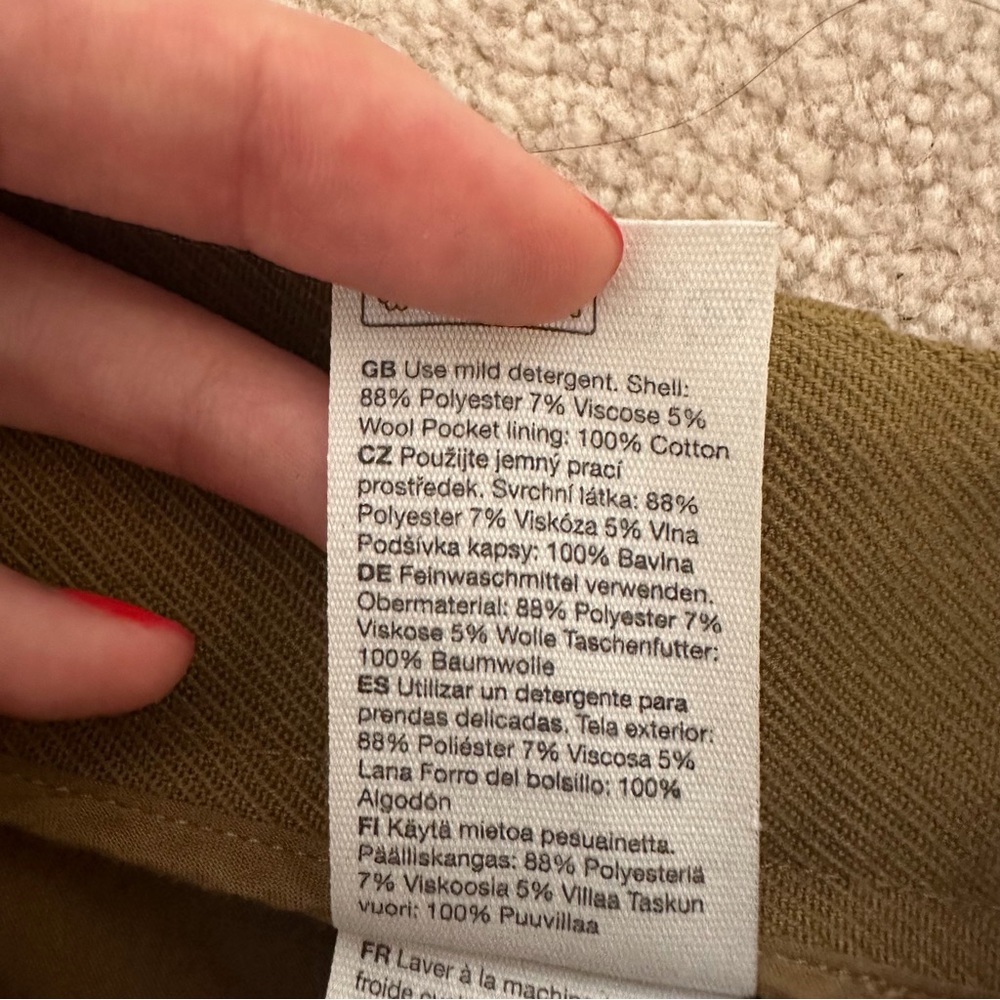 GB Use mild detergent. Shell:
88% Polyester 7% Viscose 5%
Wool Pocket lining: 100% Cotton
CZ Použijte jemný prací
prostředek. Svrchní látka: 88%
Polyester 7% Viskóza 5% Vlna
Podšívka kapsy: 100% Bavlna
DE Feinwaschmittel verwenden.
Obermaterial: 88% Polyester 7%
Viskose 5% Wolle Taschenfutter:
100% Baumwolle
ES Utilizar un detergente para
prendas delicadas. Tela exterior:
88% Poliéster 7% Viscosa 5%
Lana Forro del bolsillo: 100%
Algodón
FI Käytä mietoa pesuainetta.
Päälliskangas: 88% Polyesteriä
7% Viskoosia 5% Villaa Taskun
vuori: 100% Puuvillaa
FR Laver à la
froide